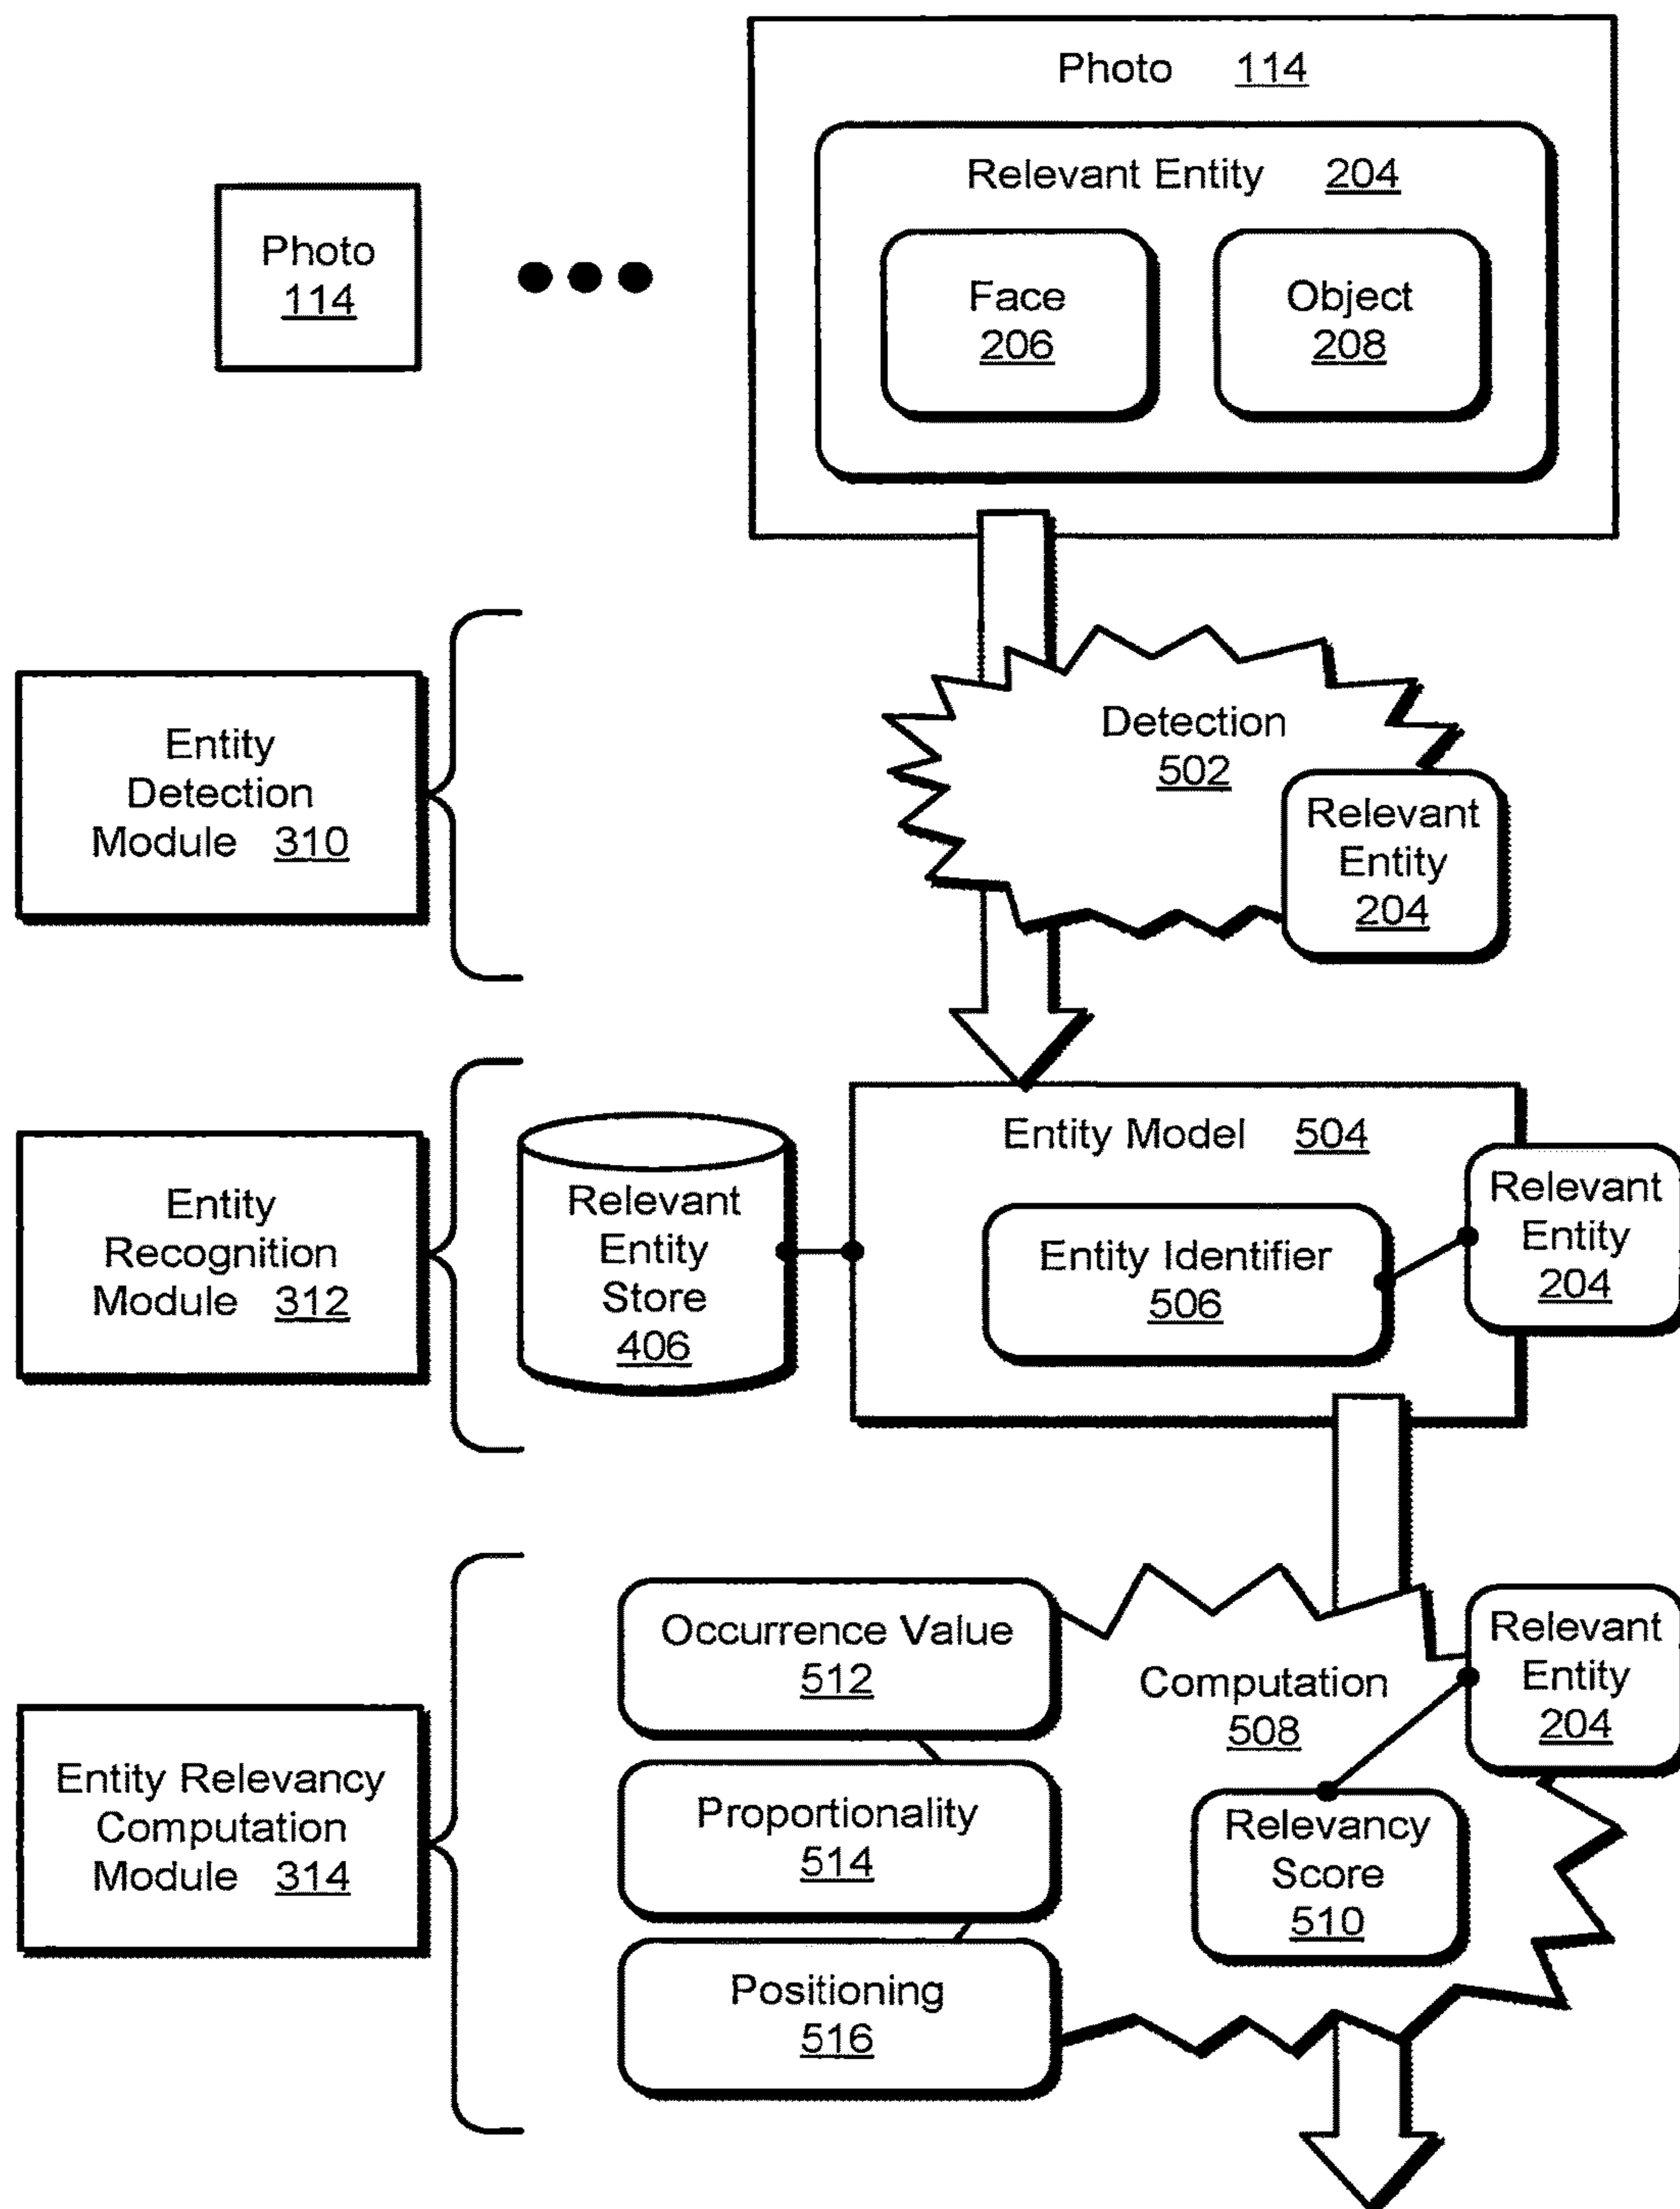 Photo 114
Relevant Entity 204
Photo
114
Face
206
Object
208
Entity
Detection
Module 310
Detection
502
Relevant
Entity
204
Entity
Recognition
Module 312
Relevant
Entity
Store
406
Entity Model 504
Entity Identifier
506
Relevant
Entity
204
Entity Relevancy
Computation
Module 314
Occurrence Value
512
Proportionality
514
Positioning
516
Computation
508
Relevant
Entity
204
Relevancy
Score
510